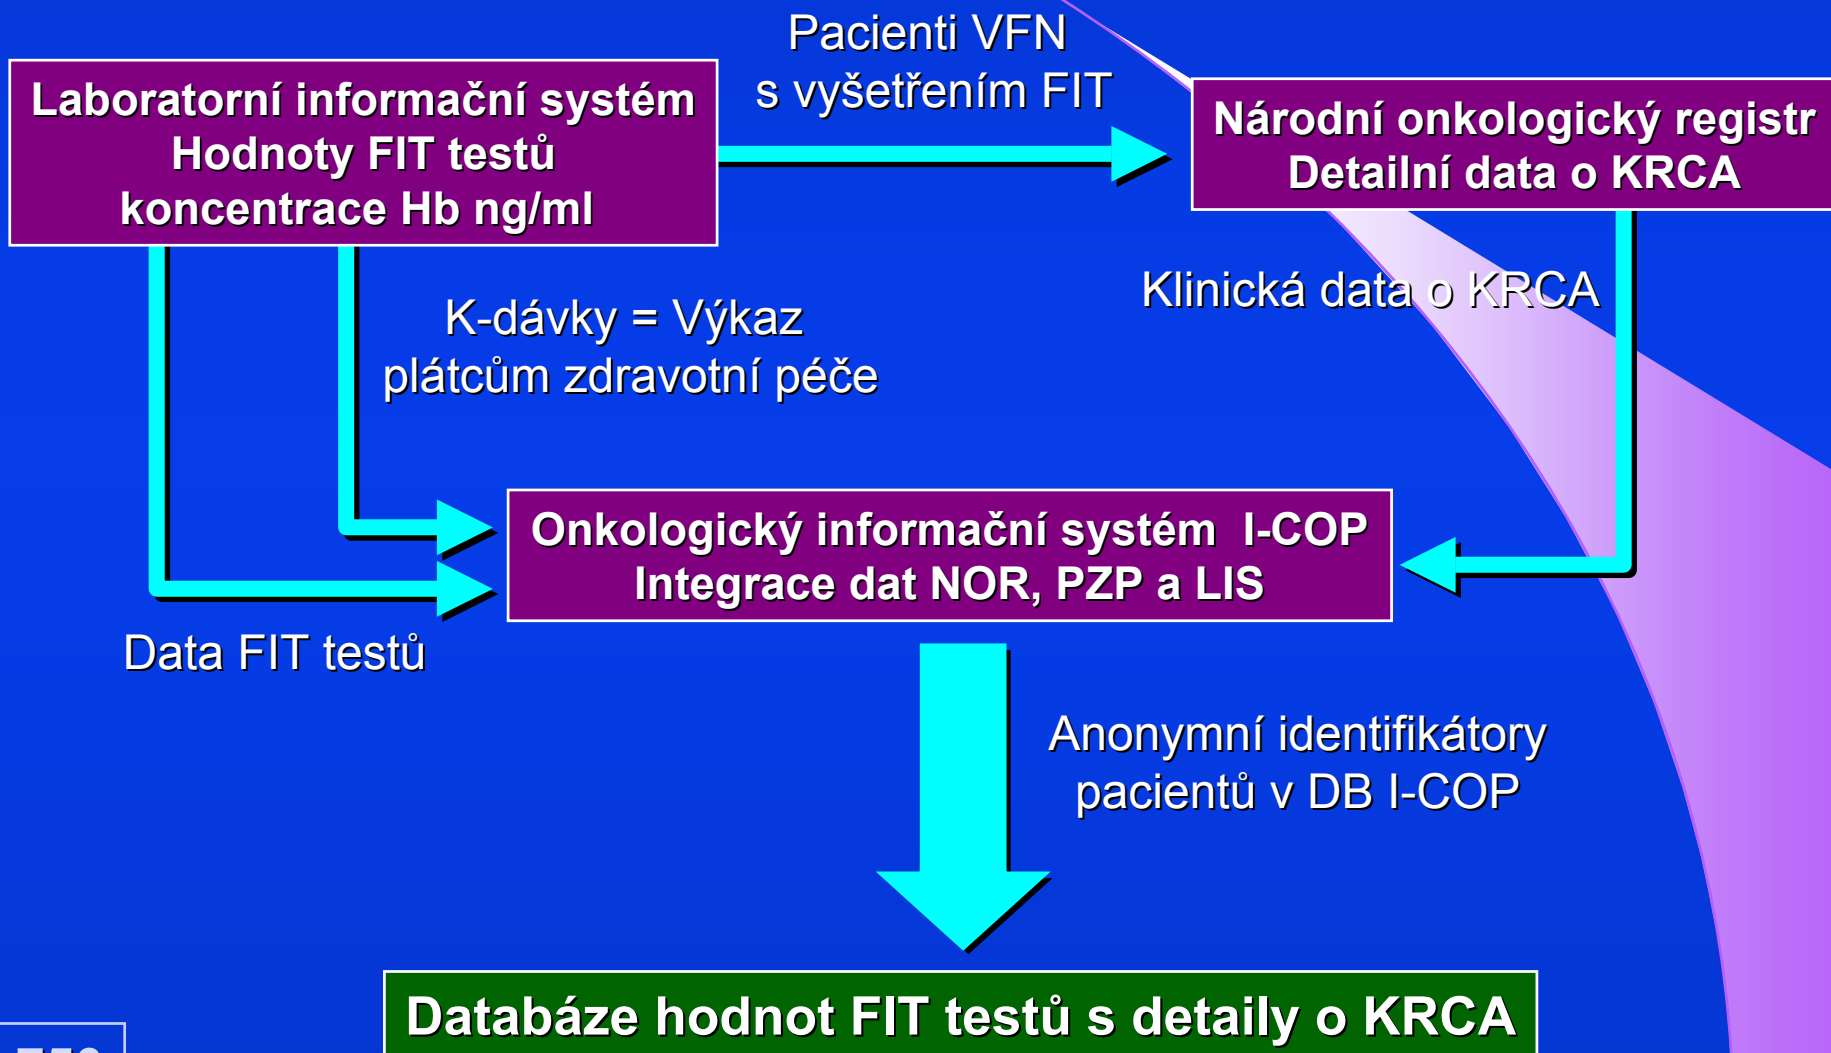 Pacienti VFN
s vyšetřením FIT
Laboratorní informační systém
Hodnoty FIT testů
koncentrace Hb ng/ml
Národní onkologický registr
Detailní data o KRCA
Klinická data o KRCA
K-dávky = Výkaz
plátcům zdravotní péče
Onkologický informační systém I-COP
Integrace dat NOR, PZP a LIS
Data FIT testů
Anonymní identifikátory
pacientů v DB I-COP
Databáze hodnot FIT testů s detaily o KRCA